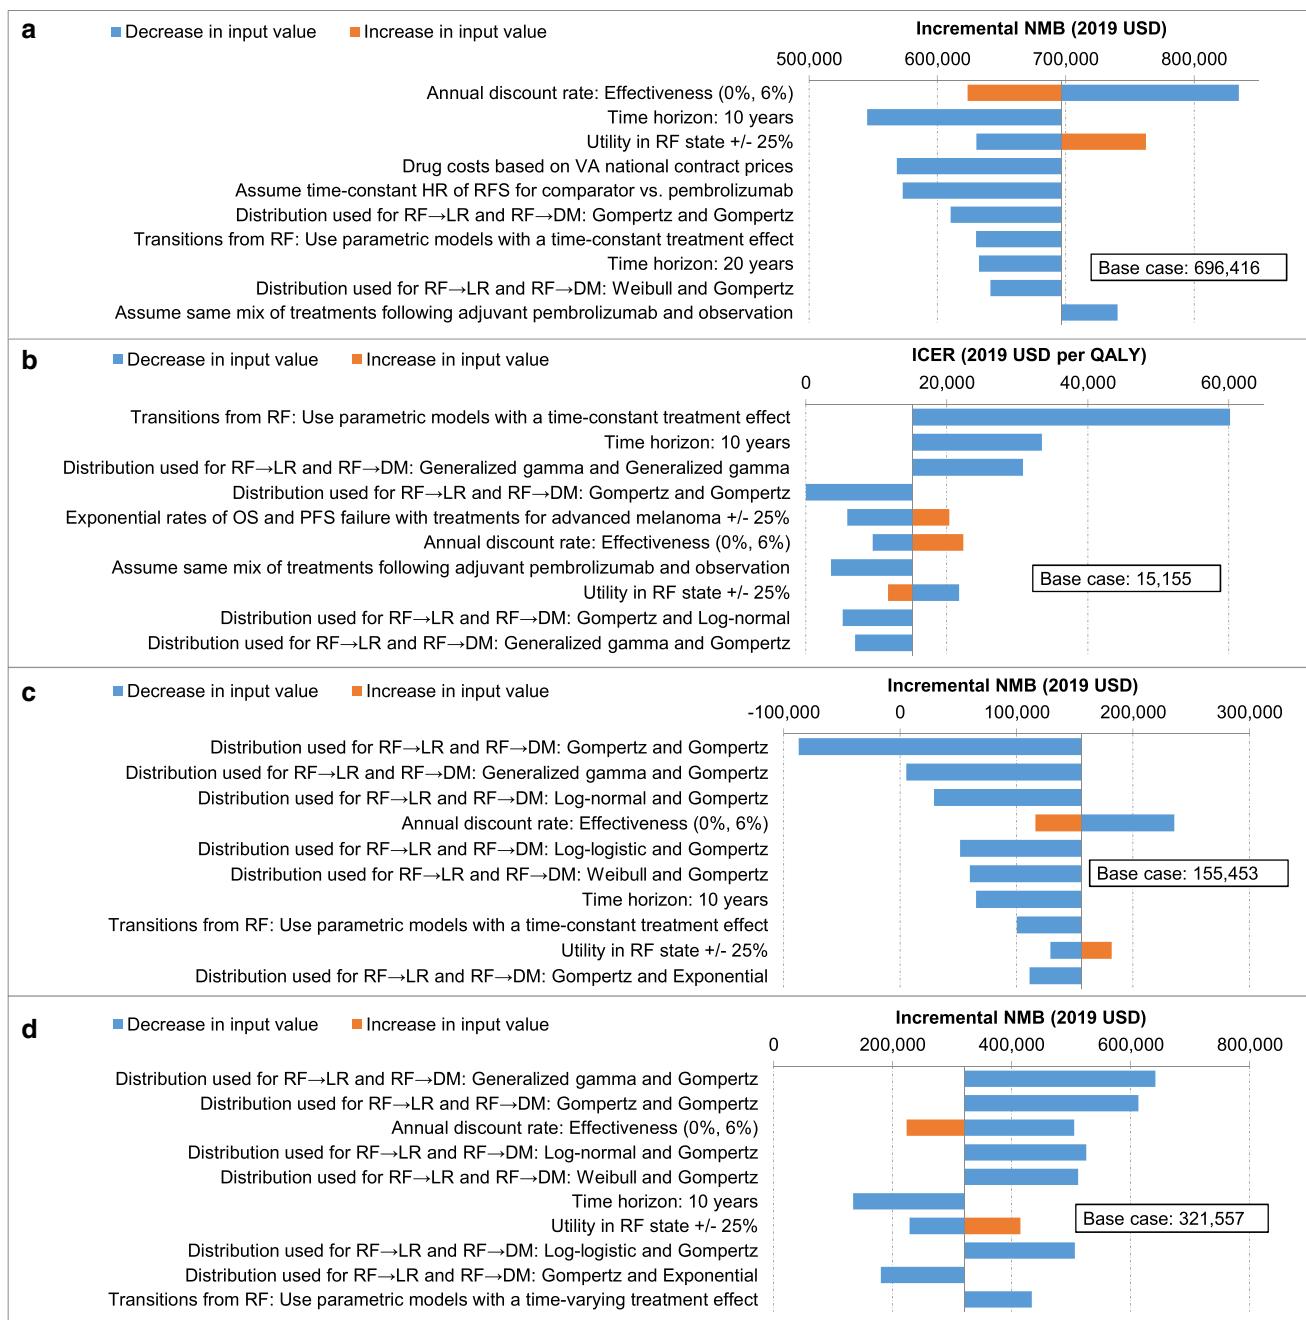 a
Decrease in input value
Increase in input value
Incremental NMB (2019 USD)
500,000 600,000 700,000 800,000
Annual discount rate: Effectiveness (0%, 6%)
Time horizon: 10 years
Utility in RF state +/- 25%
Drug costs based on VA national contract prices
Assume time-constant HR of RFS for comparator vs. pembrolizumab
Distribution used for RF→LR and RF→DM: Gompertz and Gompertz
Transitions from RF: Use parametric models with a time-constant treatment effect
Time horizon: 20 years
Distribution used for RF→LR and RF→DM: Weibull and Gompertz
Assume same mix of treatments following adjuvant pembrolizumab and observation
Base case: 696,416
b
Decrease in input value
Increase in input value
ICER (2019 USD per QALY)
0 20,000 40,000 60,000
Transitions from RF: Use parametric models with a time-constant treatment effect
Time horizon: 10 years
Distribution used for RF→LR and RF→DM: Generalized gamma and Generalized gamma
Distribution used for RF→LR and RF→DM: Gompertz and Gompertz
Exponential rates of OS and PFS failure with treatments for advanced melanoma +/- 25%
Annual discount rate: Effectiveness (0%, 6%)
Assume same mix of treatments following adjuvant pembrolizumab and observation
Utility in RF state +/- 25%
Distribution used for RF→LR and RF→DM: Gompertz and Log-normal
Distribution used for RF→LR and RF→DM: Generalized gamma and Gompertz
Base case: 15,155
c
Decrease in input value
Increase in input value
Incremental NMB (2019 USD)
-100,000 0 100,000 200,000 300,000
Distribution used for RF→LR and RF→DM: Gompertz and Gompertz
Distribution used for RF→LR and RF→DM: Generalized gamma and Gompertz
Distribution used for RF→LR and RF→DM: Log-normal and Gompertz
Annual discount rate: Effectiveness (0%, 6%)
Distribution used for RF→LR and RF→DM: Log-logistic and Gompertz
Distribution used for RF→LR and RF→DM: Weibull and Gompertz
Time horizon: 10 years
Transitions from RF: Use parametric models with a time-constant treatment effect
Utility in RF state +/- 25%
Distribution used for RF→LR and RF→DM: Gompertz and Exponential
Base case: 155,453
d
Decrease in input value
Increase in input value
Incremental NMB (2019 USD)
0 200,000 400,000 600,000 800,000
Distribution used for RF→LR and RF→DM: Generalized gamma and Gompertz
Distribution used for RF→LR and RF→DM: Gompertz and Gompertz
Annual discount rate: Effectiveness (0%, 6%)
Distribution used for RF→LR and RF→DM: Log-normal and Gompertz
Distribution used for RF→LR and RF→DM: Weibull and Gompertz
Time horizon: 10 years
Utility in RF state +/- 25%
Distribution used for RF→LR and RF→DM: Log-logistic and Gompertz
Distribution used for RF→LR and RF→DM: Gompertz and Exponential
Transitions from RF: Use parametric models with a time-varying treatment effect
Base case: 321,557